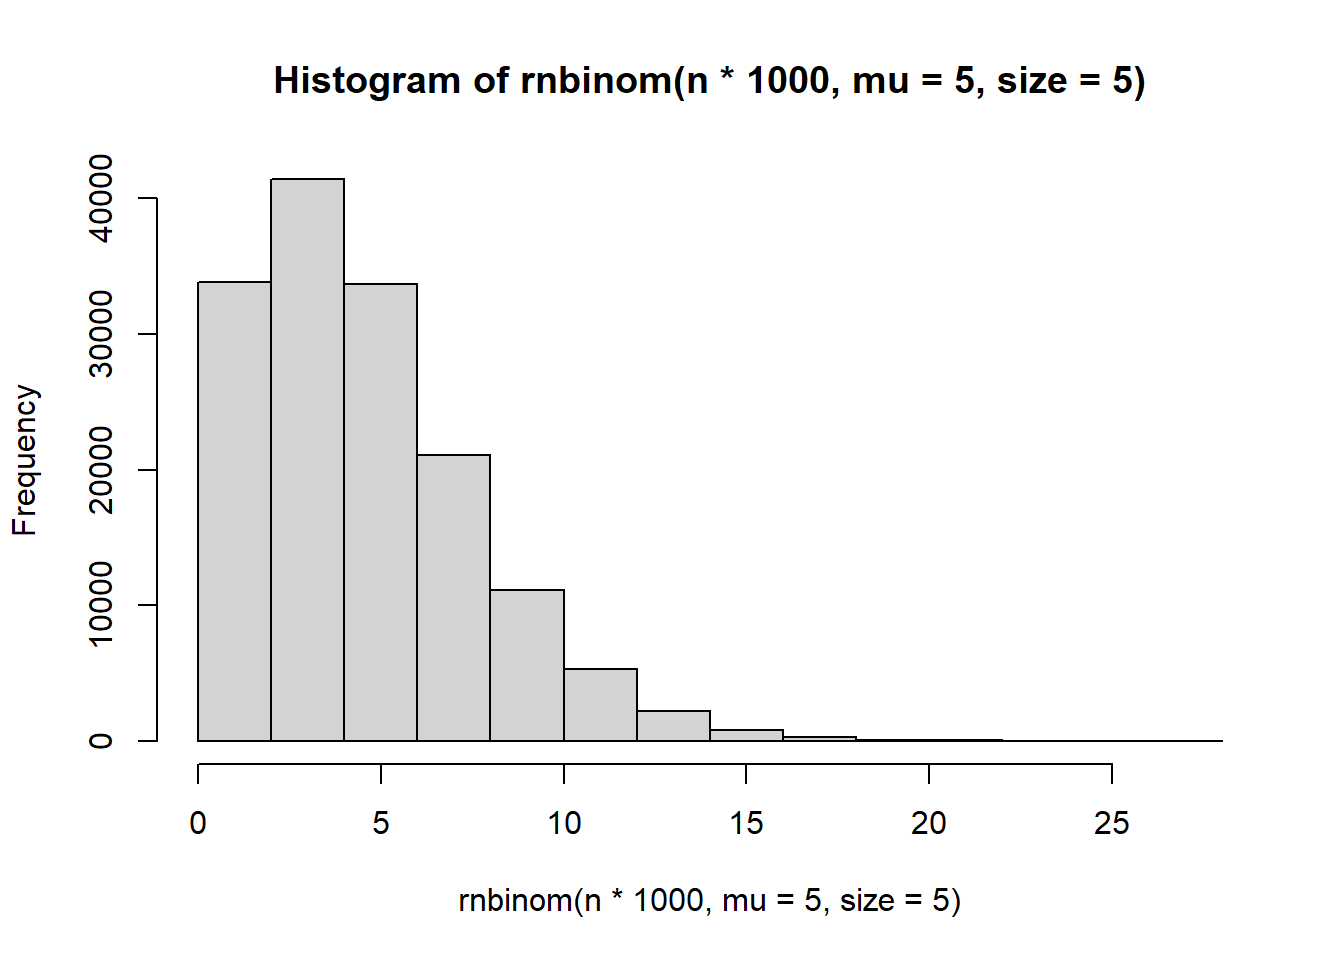 Histogram of rnbinom(n * 1000, mu = 5, size = 5)
Frequency
40000
30000
20000
10000
0
0 5 10 15 20 25
rnbinom(n * 1000, mu = 5, size = 5)